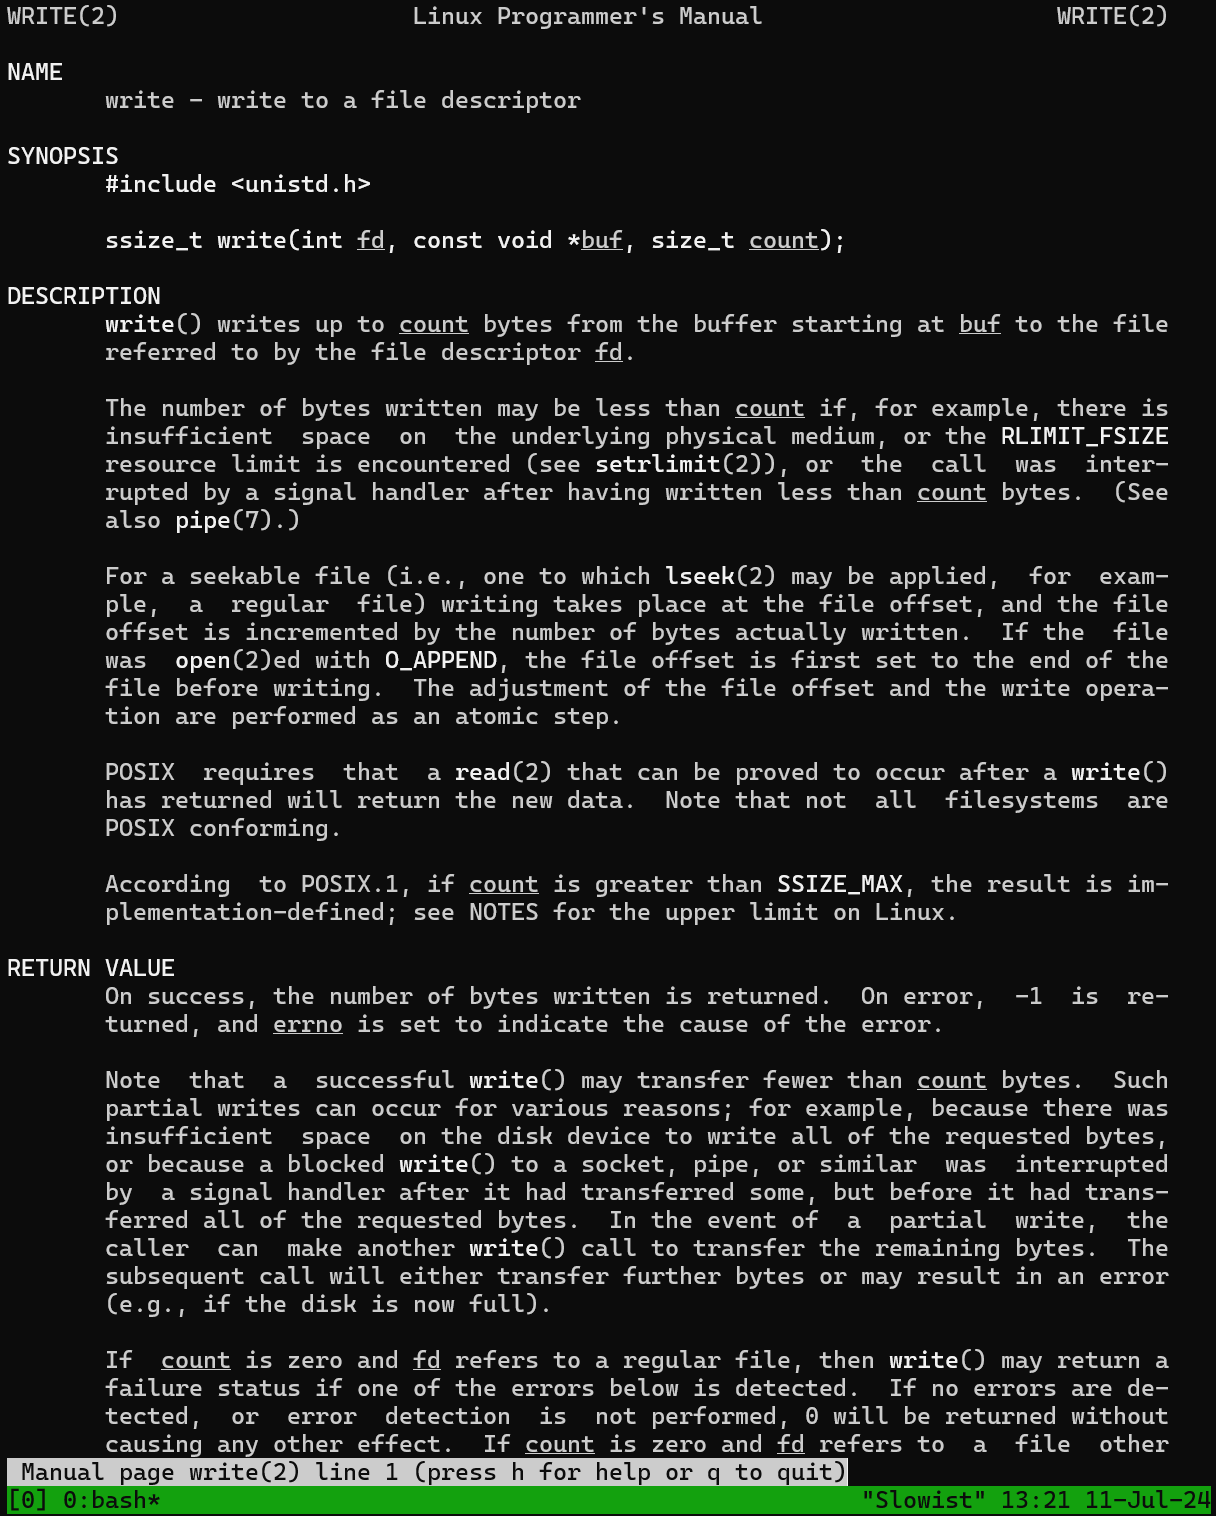 WRITE(2)                     Linux Programmer's Manual                     WRITE(2)
NAME
       write - write to a file descriptor
SYNOPSIS
       #include <unistd.h>
       ssize_t write(int fd, const void *buf, size_t count);
DESCRIPTION
       write() writes up to count bytes from the buffer starting at buf to the file
       referred to by the file descriptor fd.
       The number of bytes written may be less than count if, for example, there is
       insufficient  space  on  the underlying physical medium, or the RLIMIT_FSIZE
       resource limit is encountered (see setrlimit(2)), or  the  call  was  inter-
       rupted by a signal handler after having written less than count bytes.  (See
       also pipe(7).)
       For a seekable file (i.e., one to which lseek(2) may be applied,  for  exam-
       ple,  a  regular  file) writing takes place at the file offset, and the file
       offset is incremented by the number of bytes actually written.  If the  file
       was  open(2)ed with O_APPEND, the file offset is first set to the end of the
       file before writing.  The adjustment of the file offset and the write opera-
       tion are performed as an atomic step.
       POSIX  requires  that  a read(2) that can be proved to occur after a write()
       has returned will return the new data.  Note that not  all  filesystems  are
       POSIX conforming.
       According  to POSIX.1, if count is greater than SSIZE_MAX, the result is im-
       plementation-defined; see NOTES for the upper limit on Linux.
RETURN VALUE
       On success, the number of bytes written is returned.  On error,  -1  is  re-
       turned, and errno is set to indicate the cause of the error.
       Note  that  a  successful write() may transfer fewer than count bytes.  Such
       partial writes can occur for various reasons; for example, because there was
       insufficient  space  on the disk device to write all of the requested bytes,
       or because a blocked write() to a socket, pipe, or similar  was  interrupted
       by  a signal handler after it had transferred some, but before it had trans-
       ferred all of the requested bytes.  In the event of  a  partial  write,  the
       caller  can  make another write() call to transfer the remaining bytes.  The
       subsequent call will either transfer further bytes or may result in an error
       (e.g., if the disk is now full).
       If  count is zero and fd refers to a regular file, then write() may return a
       failure status if one of the errors below is detected.  If no errors are de-
       tected,  or  error  detection  is  not performed, 0 will be returned without
       causing any other effect.  If count is zero and fd refers to  a  file  other
 Manual page write(2) line 1 (press h for help or q to quit)
[0] 0:bash*                                                  "Slowist" 13:21 11-Jul-24